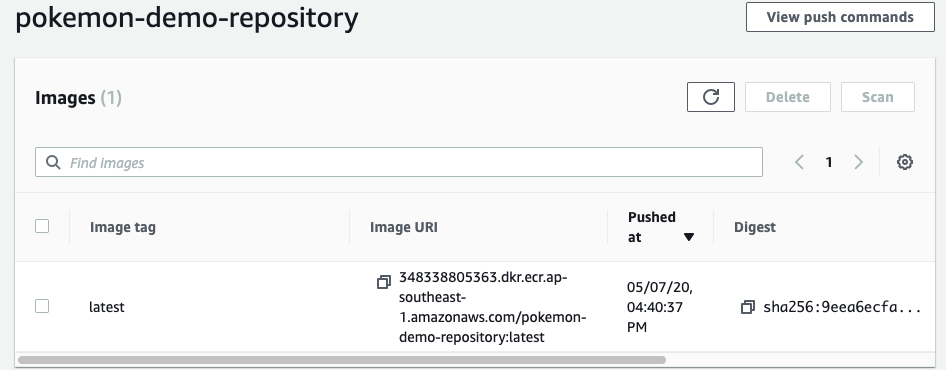 pokemon-demo-repository
View push commands
Images (1)
Delete
Scan
Find images
1
Image tag
Image URI
Pushed
at
Digest
latest
348338805363.dkr.ecr.ap-
southeast-
1.amazonaws.com/pokemon-
demo-repository:latest
05/07/20,
04:40:37
PM
sha256:9eea6ecfa...